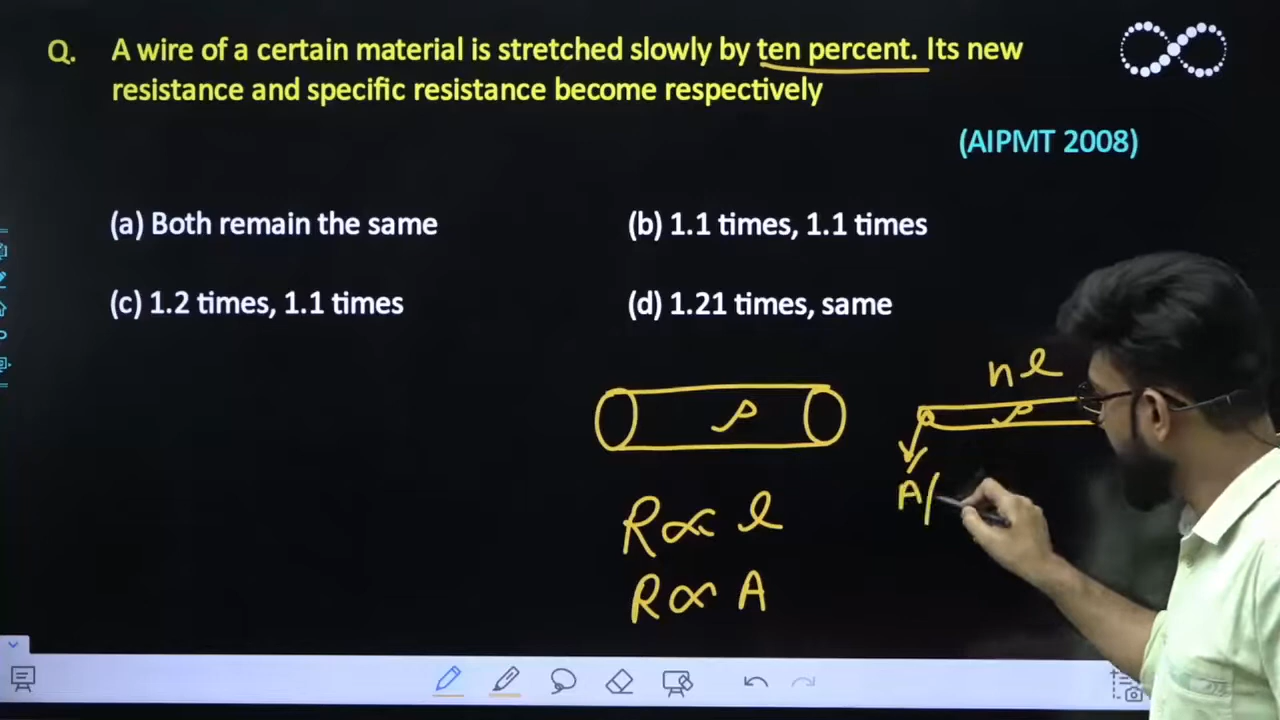 Q. A wire of a certain material is stretched slowly by ten percent. Its new
resistance and specific resistance become respectively
(AIPMT 2008)
(a) Both remain the same
(b) 1.1 times, 1.1 times
(c) 1.2 times, 1.1 times
(d) 1.21 times, same
nl
ρ
ρ
A/
R∝ l
R∝ A